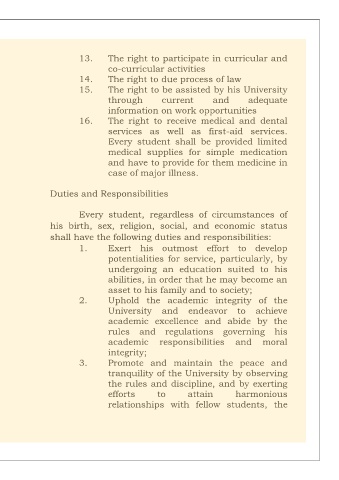 13. The right to participate in curricular and
co-curricular activities
14. The right to due process of law
15. The right to be assisted by his University
through current and adequate
information on work opportunities
16. The right to receive medical and dental
services as well as first-aid services.
Every student shall be provided limited
medical supplies for simple medication
and have to provide for them medicine in
case of major illness.
Duties and Responsibilities
Every student, regardless of circumstances of
his birth, sex, religion, social, and economic status
shall have the following duties and responsibilities:
1. Exert his outmost effort to develop
potentialities for service, particularly, by
undergoing an education suited to his
abilities, in order that he may become an
asset to his family and to society;
2. Uphold the academic integrity of the
University and endeavor to achieve
academic excellence and abide by the
rules and regulations governing his
academic responsibilities and moral
integrity;
3. Promote and maintain the peace and
tranquility of the University by observing
the rules and discipline, and by exerting
efforts to attain harmonious
relationships with fellow students, the